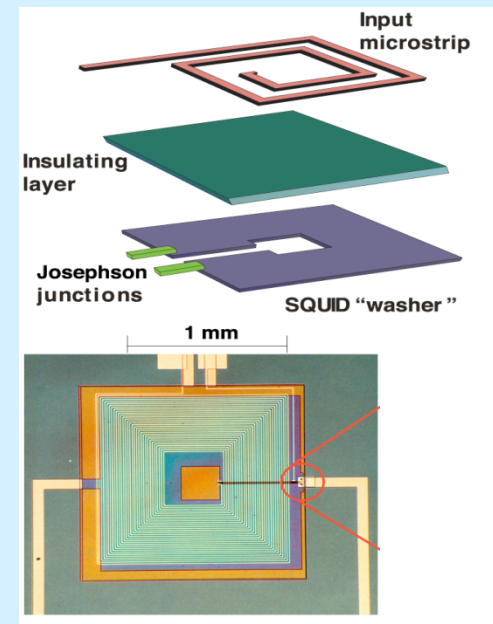 Input
microstrip
Insulating
layer
Josephson
junctions
SQUID “washer ”
1 mm